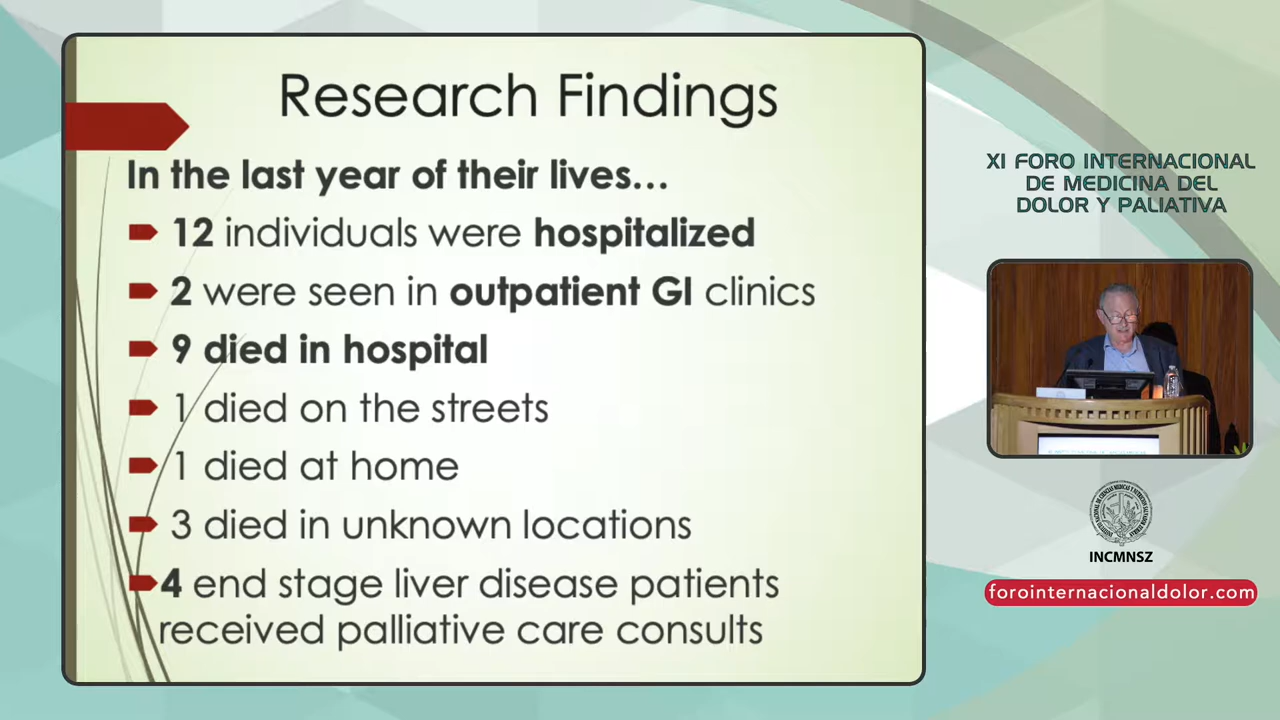 Research Findings
In the last year of their lives...
12 individuals were hospitalized
2 were seen in outpatient GI clinics
9 died in hospital
1 died on the streets
1 died at home
3 died in unknown locations
4 end stage liver disease patients
received palliative care consults
XI FORO INTERNACIONAL
DE MEDICINA DEL
DOLOR Y PALIATIVA
INCMNSZ
forointernacionaldolor.com